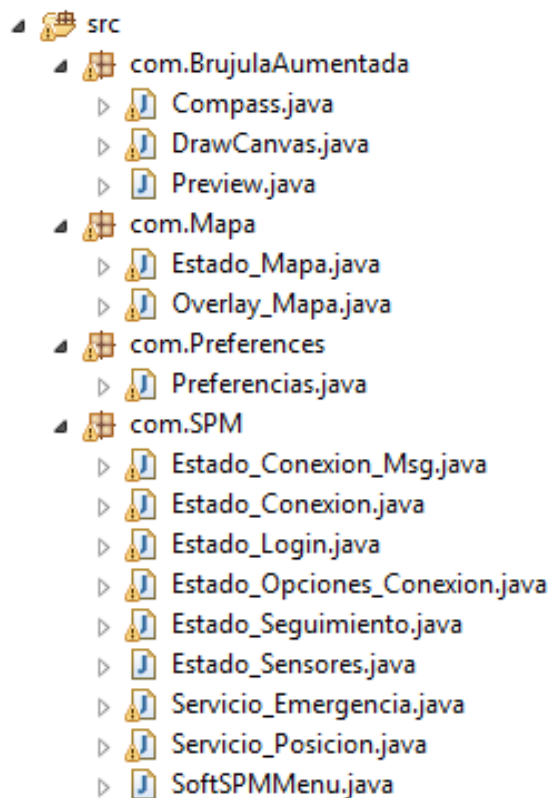 src
com.BrujulaAumentada
Compass.java
DrawCanvas.java
Preview.java
com.Mapa
Estado_Mapa.java
Overlay_Mapa.java
com.Preferences
Preferencias.java
com.SPM
Estado_Conexion_Msg.java
Estado_Conexion.java
Estado_Login.java
Estado_Opciones_Conexion.java
Estado_Seguimiento.java
Estado_Sensores.java
Servicio_Emergencia.java
Servicio_Posicion.java
SoftSPMMenu.java